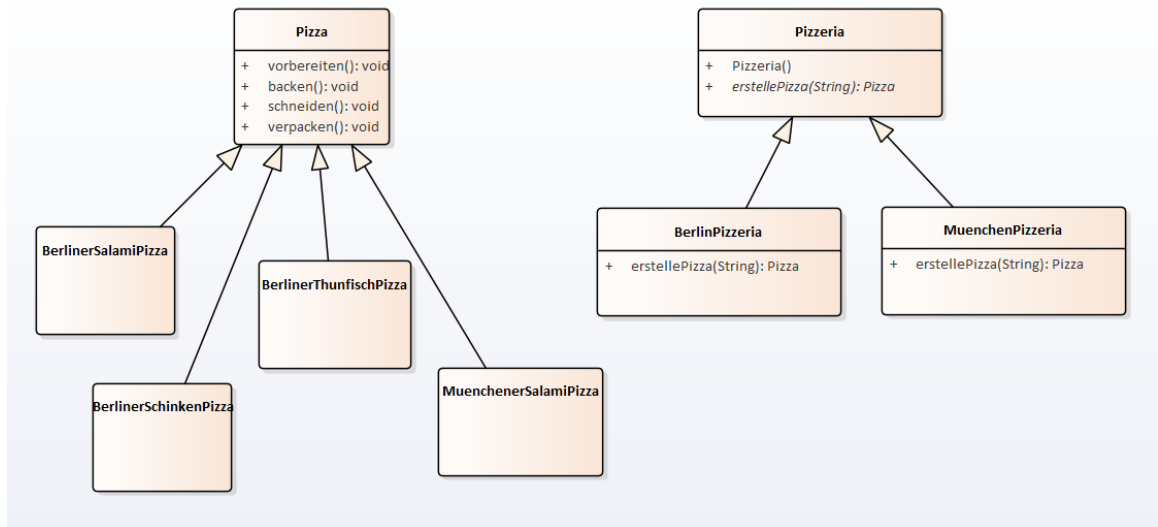 Pizza
+ vorbereiten(): void
+ backen(): void
+ schneiden(): void
+ verpacken(): void
Pizzeria
+ Pizzeria()
+ erstellePizza(String): Pizza
BerlinerSalamiPizza
BerlinerThunfischPizza
BerlinerSchinkenPizza
MuenchenerSalamiPizza
BerlinPizzeria
+ erstellePizza(String): Pizza
MuenchenPizzeria
+ erstellePizza(String): Pizza